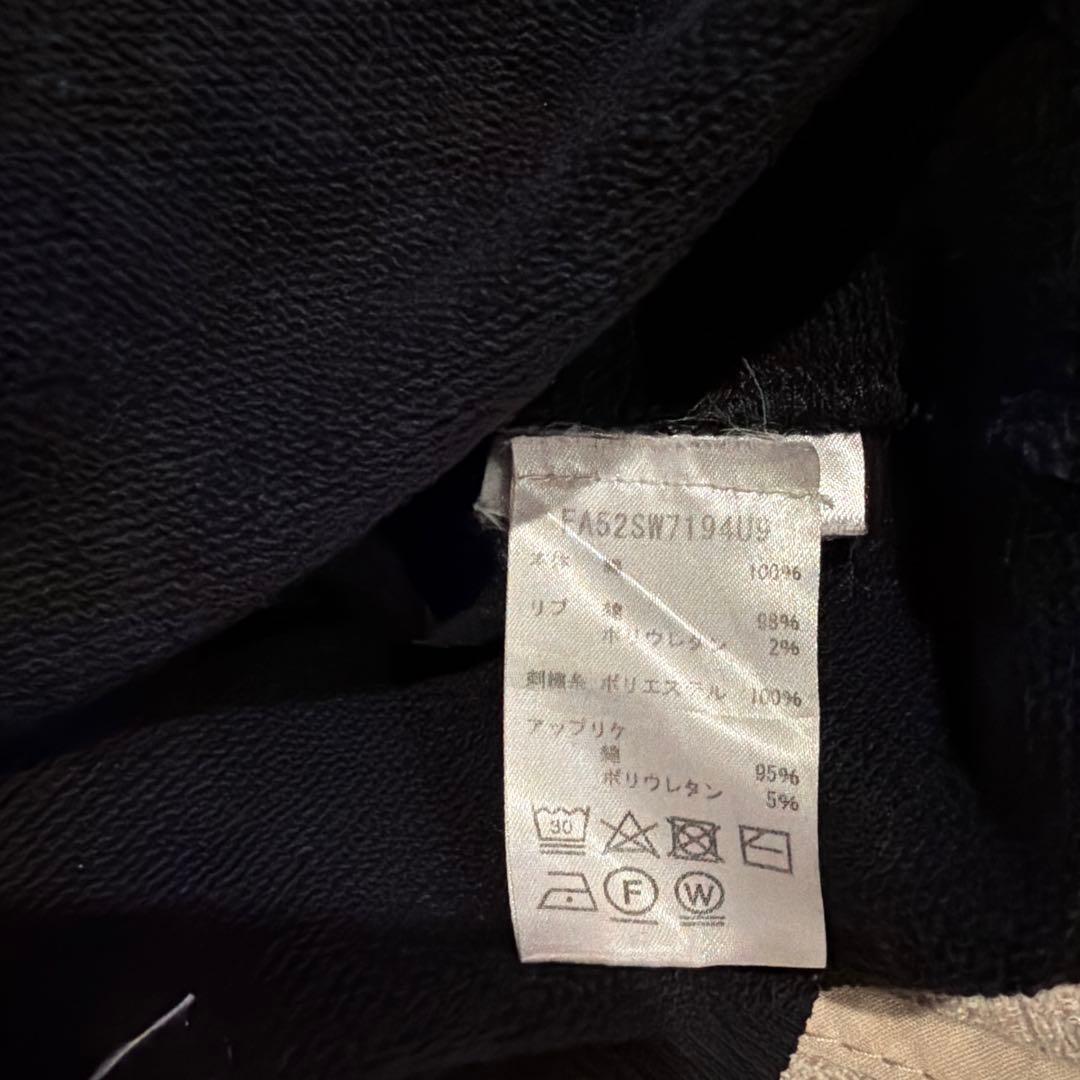 FA52SW7194U9
本体 綿 100%
リブ 綿 98%
ポリウレタン 2%
刺繍糸 ポリエステル 100%
アップリケ
綿 95%
ポリウレタン 5%
30
F W